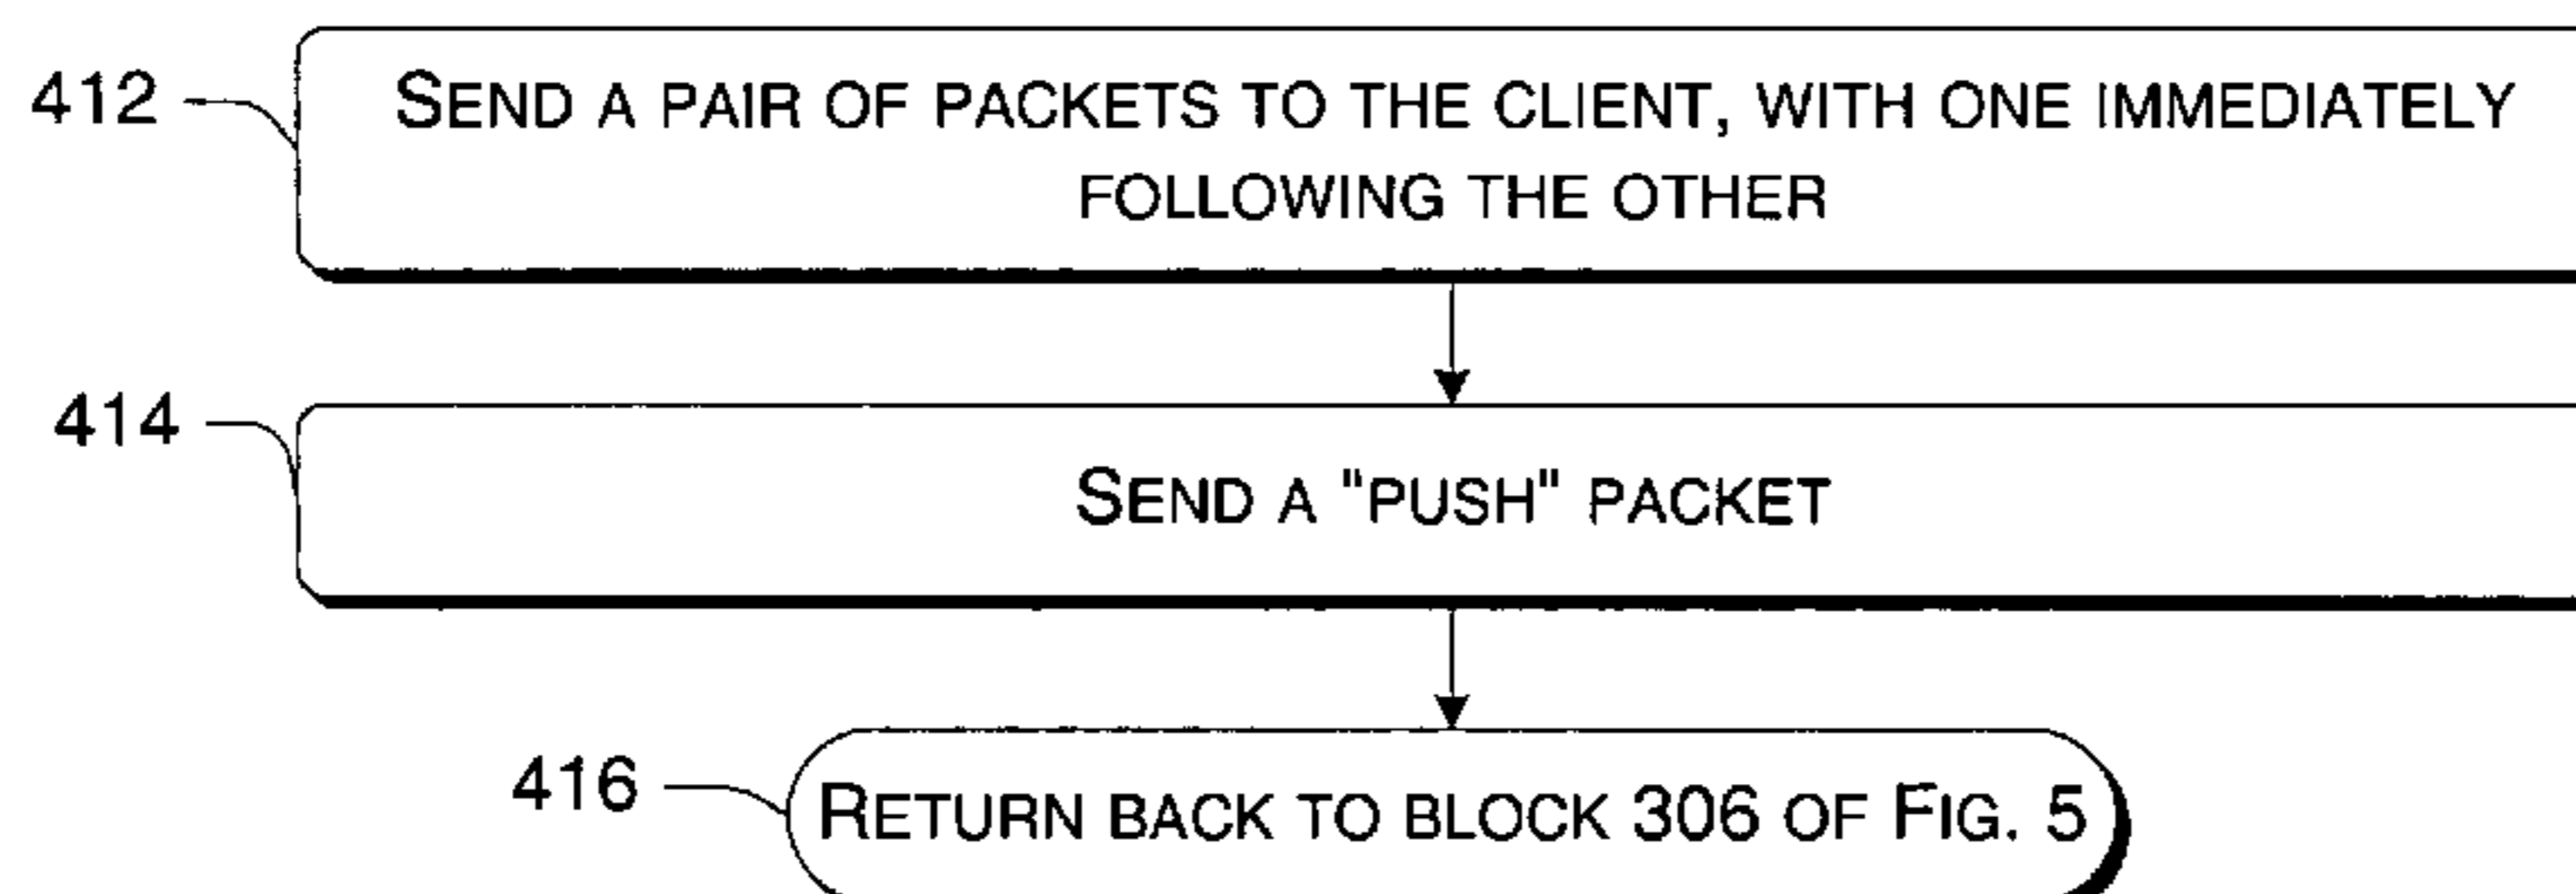 412 SEND A PAIR OF PACKETS TO THE CLIENT, WITH ONE IMMEDIATELY
FOLLOWING THE OTHER
414 SEND A "PUSH" PACKET
416 RETURN BACK TO BLOCK 306 OF FIG. 5